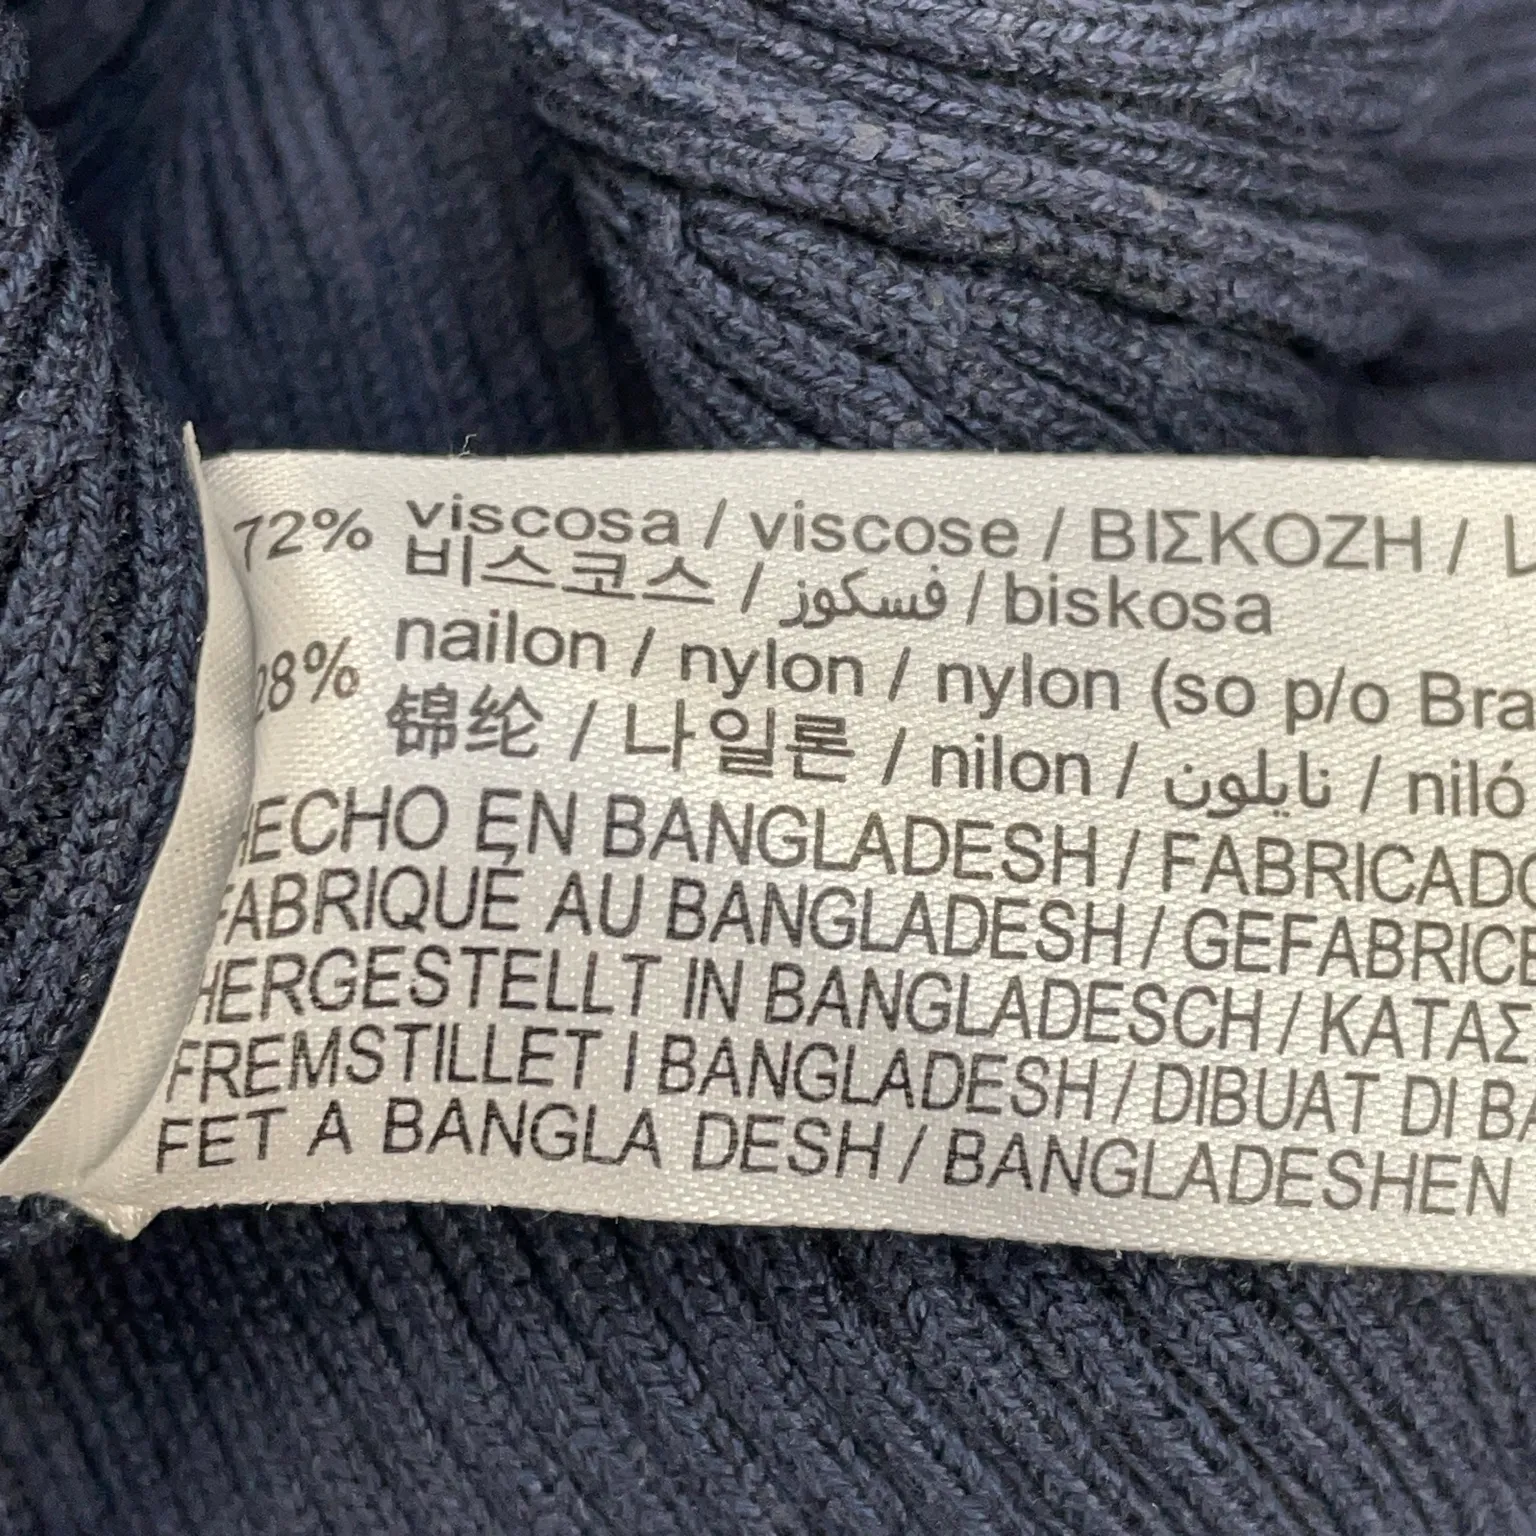 72% viscosa / viscose / ΒΙΣΚΟΖΗ /
비스코스 / فسكوز / biskosa
28% nailon / nylon / nylon (so p/o Bra
锦纶 / 나일론 / nilon / نايلون / niló
HECHO EN BANGLADESH / FABRICADO
FABRIQUÉ AU BANGLADESH / GEFABRICE
HERGESTELLT IN BANGLADESCH / ΚΑΤΑΣ
FREMSTILLET I BANGLADESH / DIBUAT DI BA
FET A BANGLA DESH / BANGLADESHEN